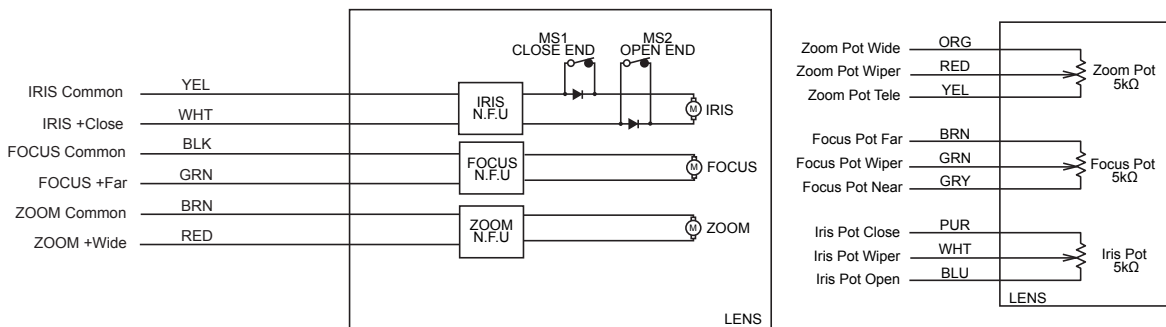 MS1
CLOSE END
MS2
OPEN END
IRIS Common YEL
IRIS +Close WHT
IRIS
N.F.U
M IRIS
FOCUS Common BLK
FOCUS +Far GRN
FOCUS
N.F.U
M FOCUS
ZOOM Common BRN
ZOOM +Wide RED
ZOOM
N.F.U
M ZOOM
LENS
Zoom Pot Wide ORG
Zoom Pot Wiper RED
Zoom Pot Tele YEL
Zoom Pot
5kΩ
Focus Pot Far BRN
Focus Pot Wiper GRN
Focus Pot Near GRY
Focus Pot
5kΩ
Iris Pot Close PUR
Iris Pot Wiper WHT
Iris Pot Open BLU
Iris Pot
5kΩ
LENS